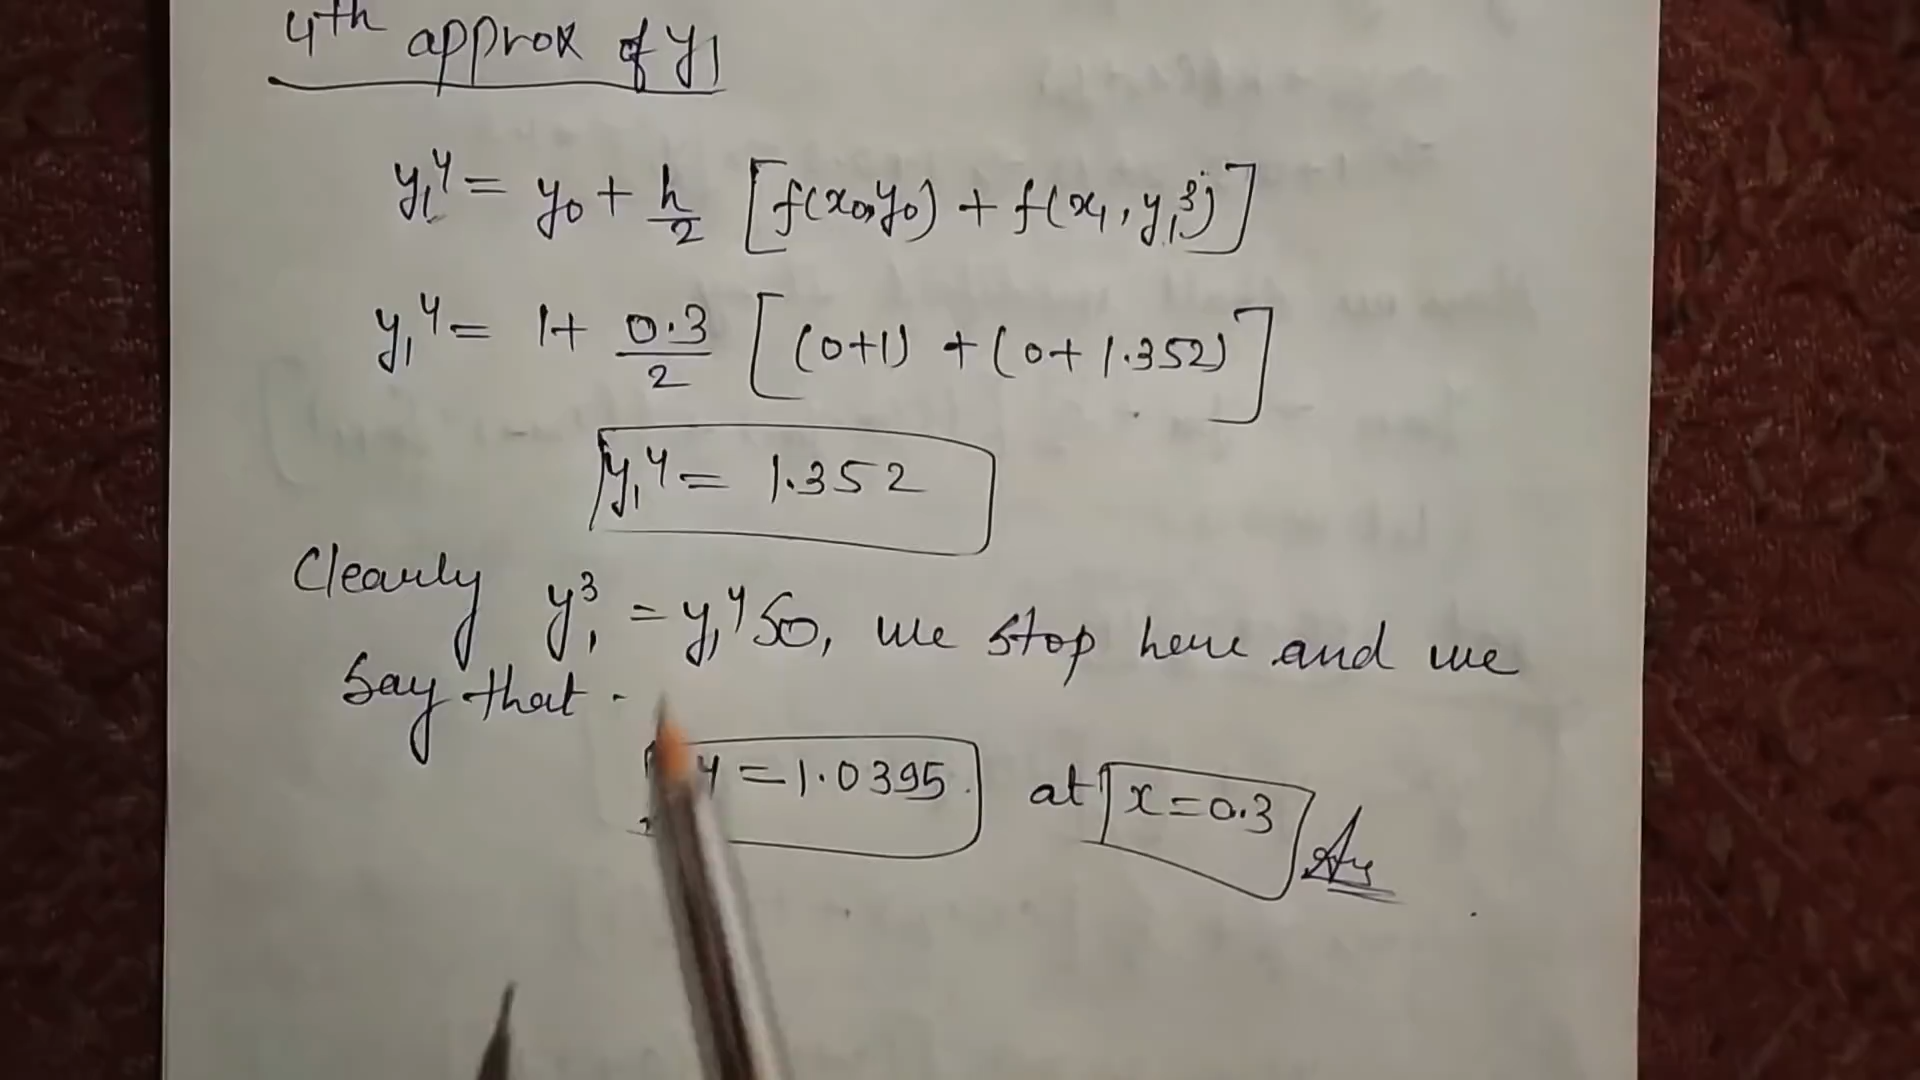 4th approx of y₁
y₁⁴ = y₀ + h/2 [f(x₀,y₀) + f(x₁, y₁³)]
y₁⁴ = 1+ 0.3/2 [(0+1) + (0+1.352)]
y₁⁴ = 1.352
Clearly y₁³ = y₁⁴ So, we stop here and we
Say that -
y = 1.0395 at x = 0.3 Ans